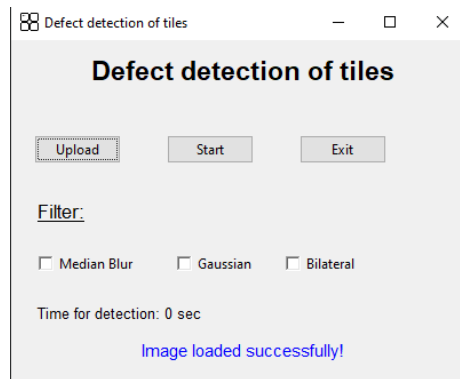 Defect detection of tiles
Defect detection of tiles
Upload Start Exit
Filter:
Median Blur Gaussian Bilateral
Time for detection: 0 sec
Image loaded successfully!